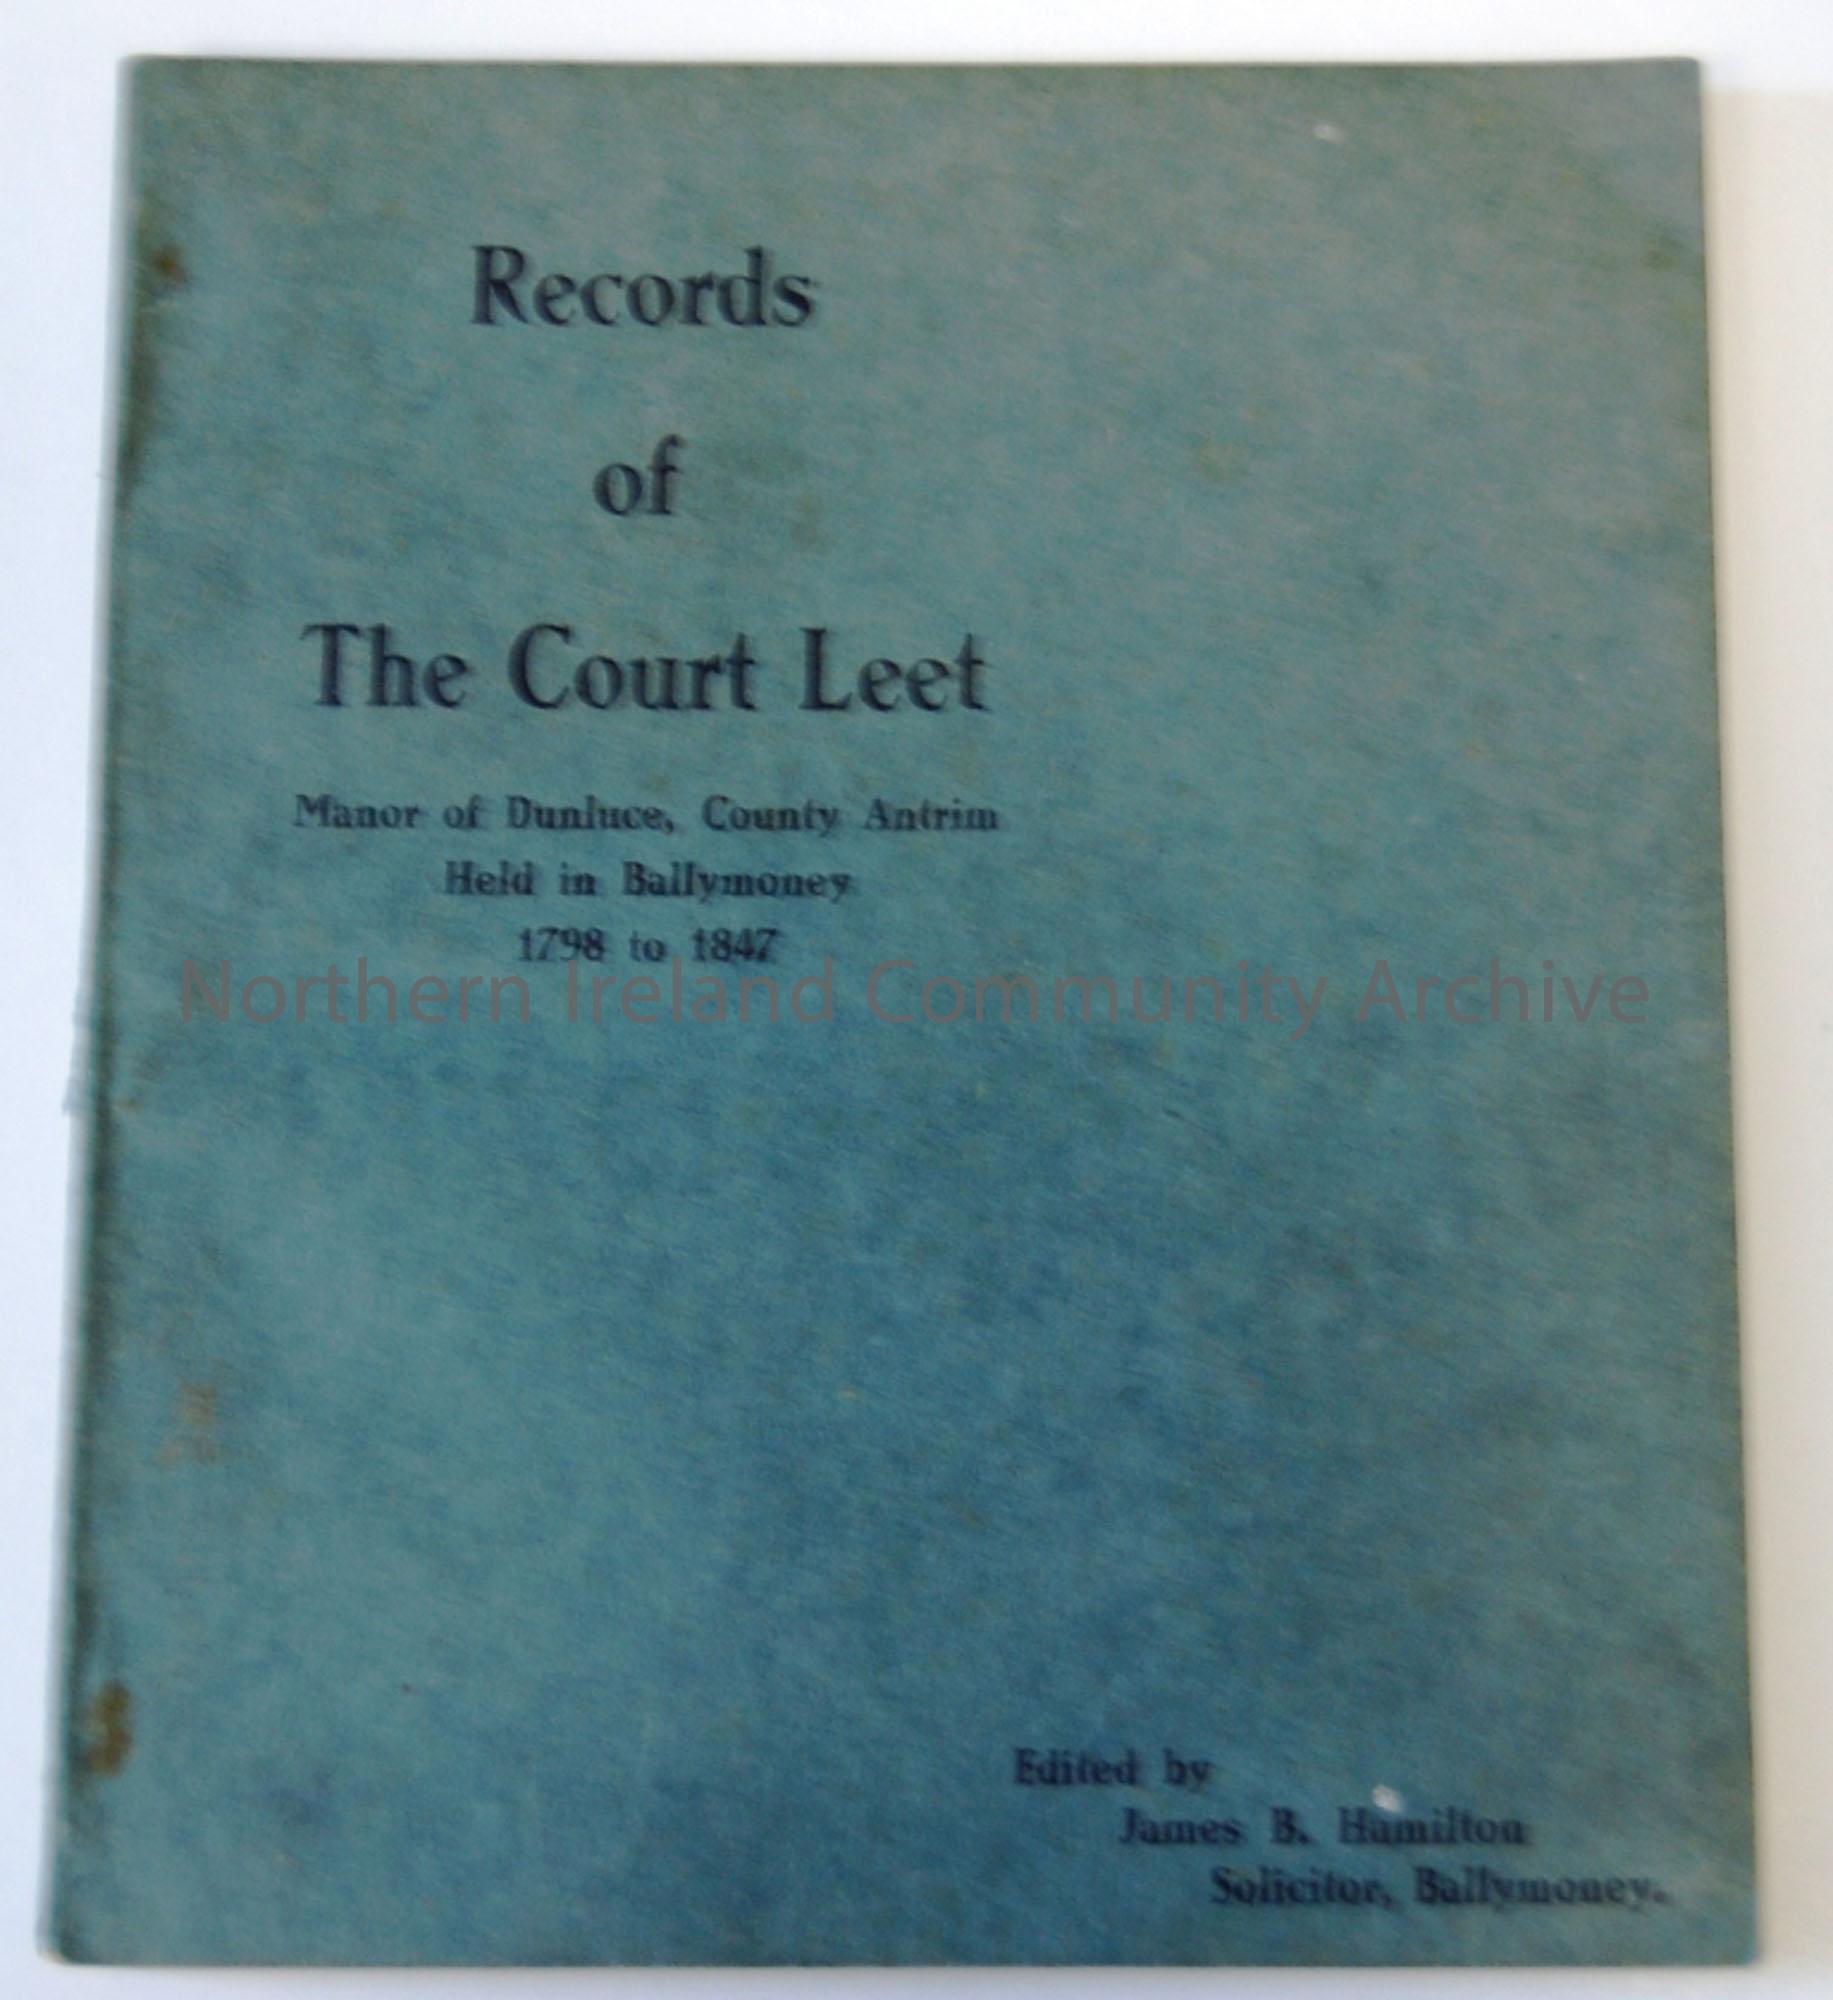 Records
of
The Court Leet
Manor of Dunluce, County Antrim
Held in Ballymoney
1798 to 1847
Northern Ireland Community Archive
Edited by
James B. Hamilton
Solicitor, Ballymoney.